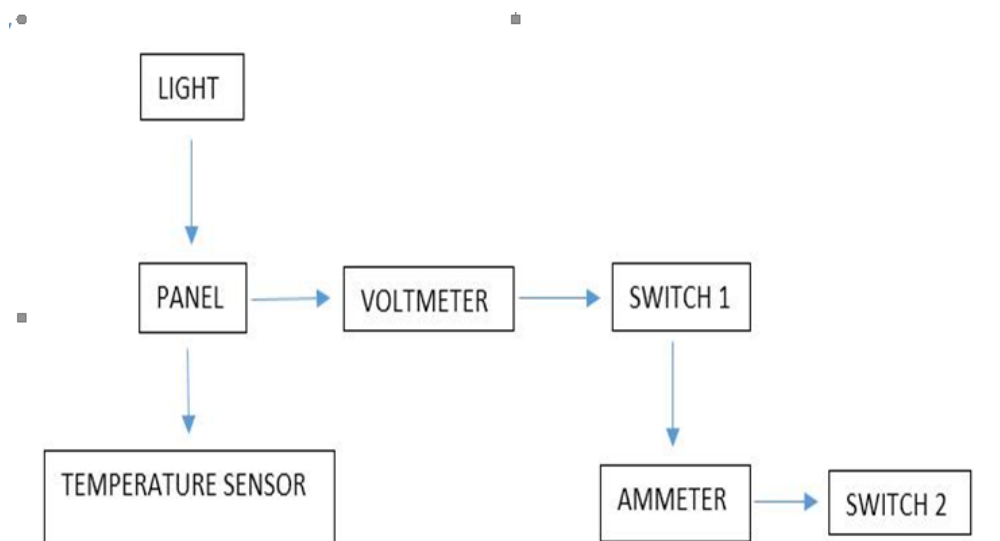 LIGHT
PANEL
VOLTMETER
SWITCH 1
TEMPERATURE SENSOR
AMMETER
SWITCH 2